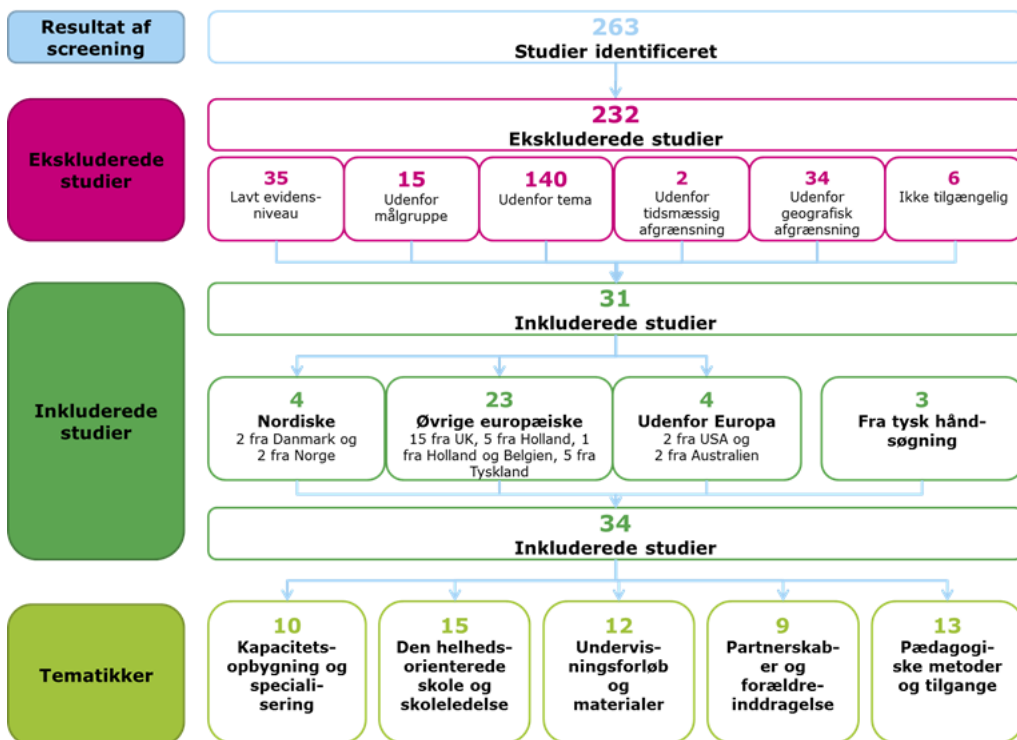 Resultat af
screening
263
Studier identificeret
Ekskluderede
studier
232
Ekskluderede studier
35
Lavt evidens-
niveau
15
Udenfor
målgruppe
140
Udenfor tema
2
Udenfor
tidsmæssig
afgrænsning
34
Udenfor
geografisk
afgrænsning
6
Ikke tilgængelig
Inkluderede
studier
31
Inkluderede studier
4
Nordiske
2 fra Danmark og
2 fra Norge
23
Øvrige europæiske
15 fra UK, 5 fra Holland, 1
fra Holland og Belgien, 5 fra
Tyskland
4
Udenfor Europa
2 fra USA og
2 fra Australien
3
Fra tysk hånd-
søgning
34
Inkluderede studier
Tematikker
10
Kapacitets-
opbygning og
speciali-
sering
15
Den helheds-
orienterede
skole og
skoleledelse
12
Undervis-
ningsforløb
og
materialer
9
Partnerskab-
er og
forældre-
inddragelse
13
Pædagogi-
ske metoder
og tilgange